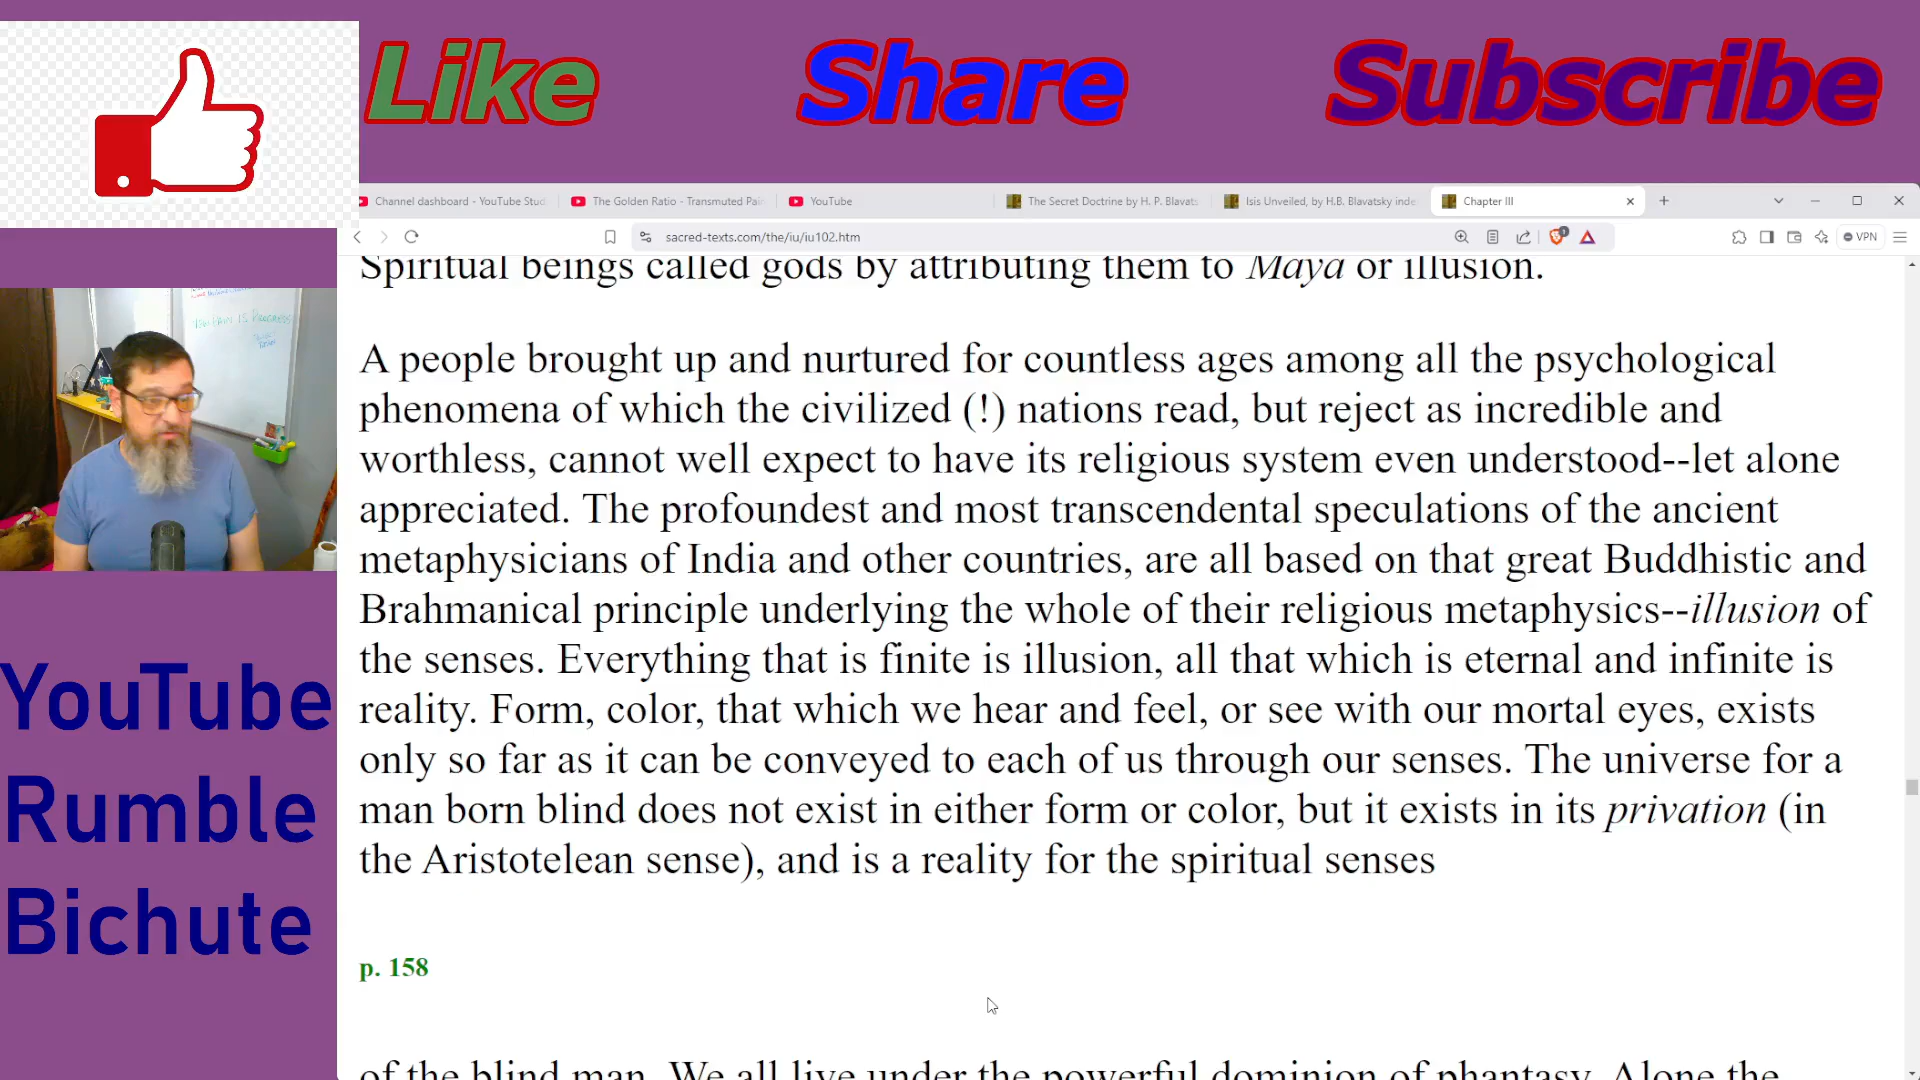 Like Share Subscribe
Channel dashboard - YouTube Stud
The Golden Ratio - Transmuted Pai
YouTube
The Secret Doctrine by H. P. Blavats
Isis Unveiled, by H.B. Blavatsky inde
Chapter III
sacred-texts.com/the/iu/iu102.htm
VPN
Spiritual beings called gods by attributing them to Maya or illusion.
A people brought up and nurtured for countless ages among all the psychological
phenomena of which the civilized (!) nations read, but reject as incredible and
worthless, cannot well expect to have its religious system even understood--let alone
appreciated. The profoundest and most transcendental speculations of the ancient
metaphysicians of India and other countries, are all based on that great Buddhistic and
Brahmanical principle underlying the whole of their religious metaphysics--illusion of
the senses. Everything that is finite is illusion, all that which is eternal and infinite is
reality. Form, color, that which we hear and feel, or see with our mortal eyes, exists
only so far as it can be conveyed to each of us through our senses. The universe for a
man born blind does not exist in either form or color, but it exists in its privation (in
the Aristotelean sense), and is a reality for the spiritual senses
p. 158
of the blind man. We all live under the powerful dominion of phantasy. Alone the
YouTube
Rumble
Bichute